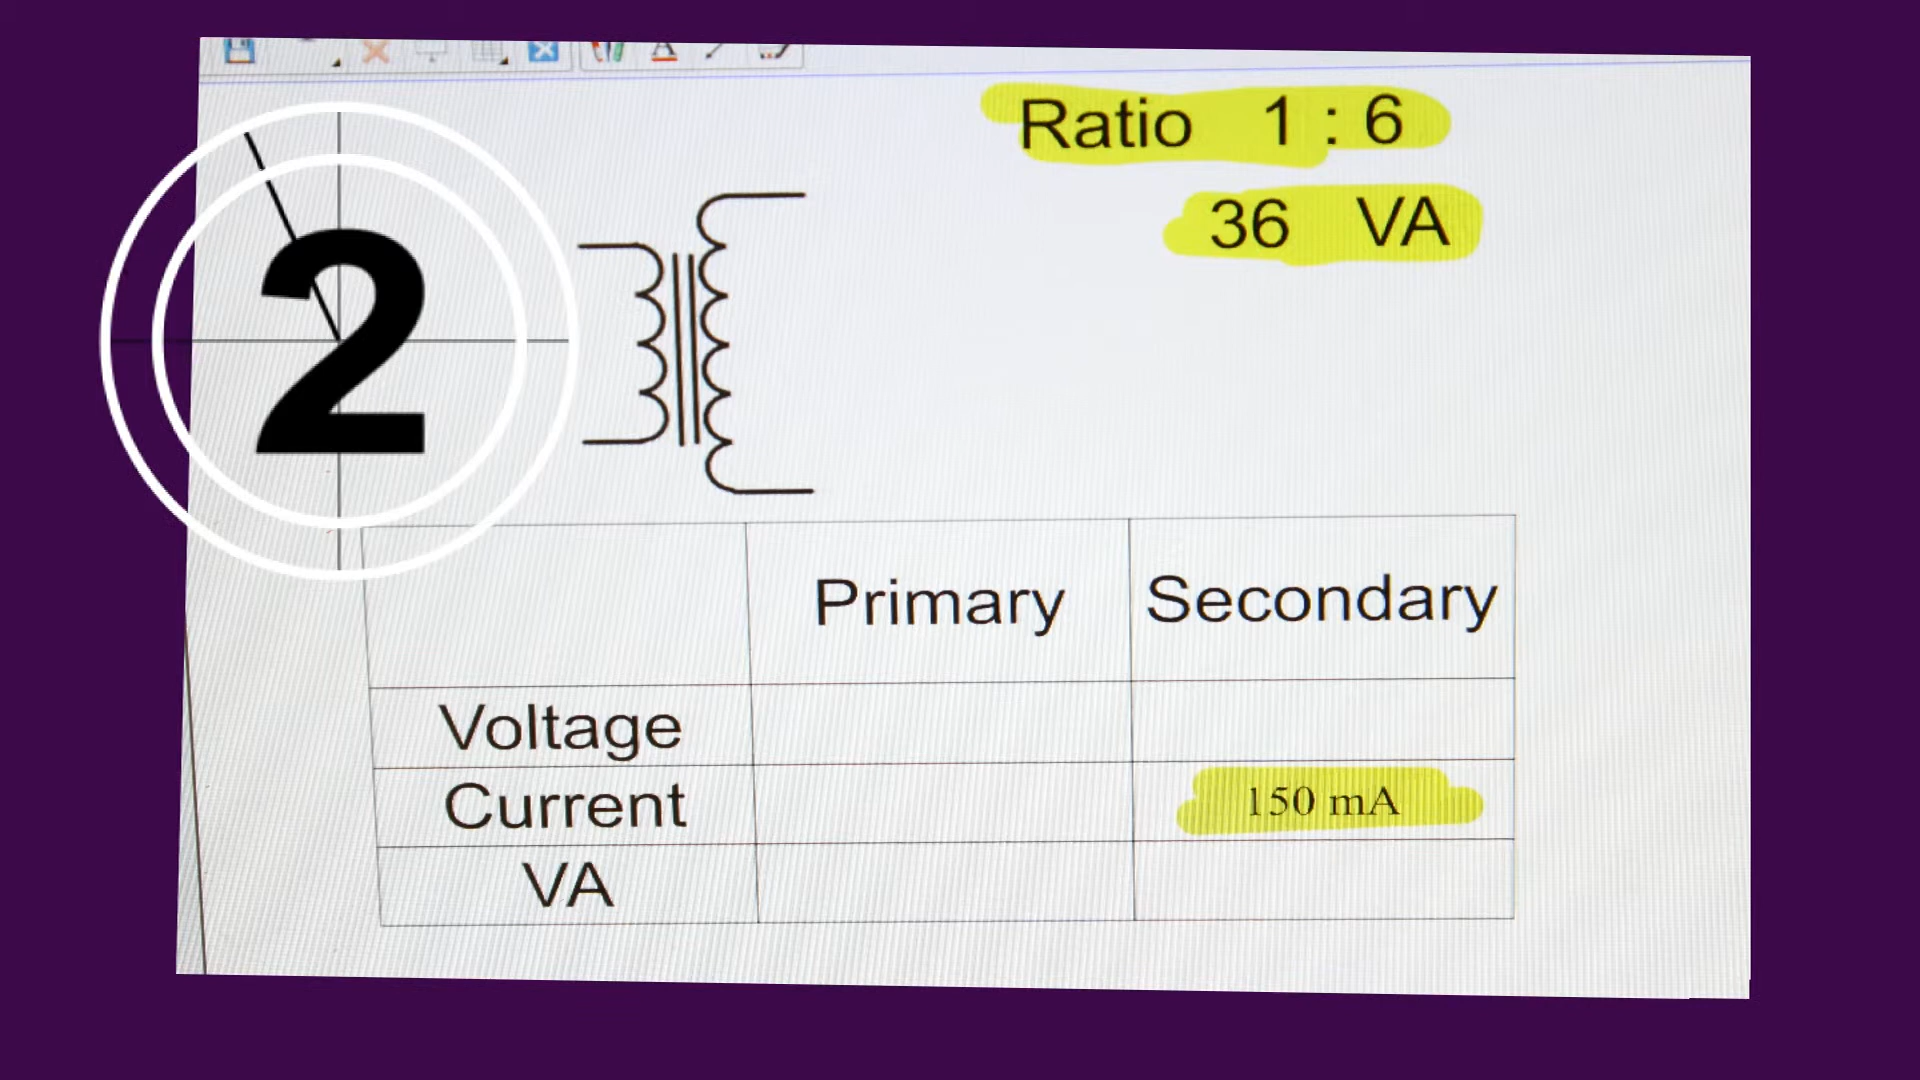 Ratio 1 : 6
36 VA
2
Primary Secondary
Voltage
Current 150 mA
VA